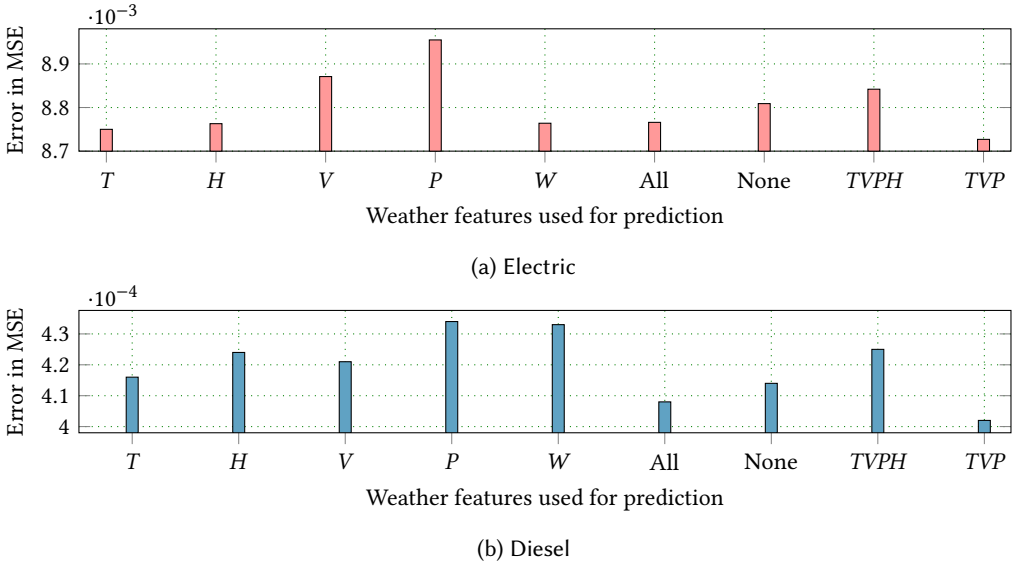 ·10⁻³
Error in MSE
8.9
8.8
8.7
T H V P W All None TVPH TVP
Weather features used for prediction
(a) Electric
·10⁻⁴
Error in MSE
4.3
4.2
4.1
4
T H V P W All None TVPH TVP
Weather features used for prediction
(b) Diesel